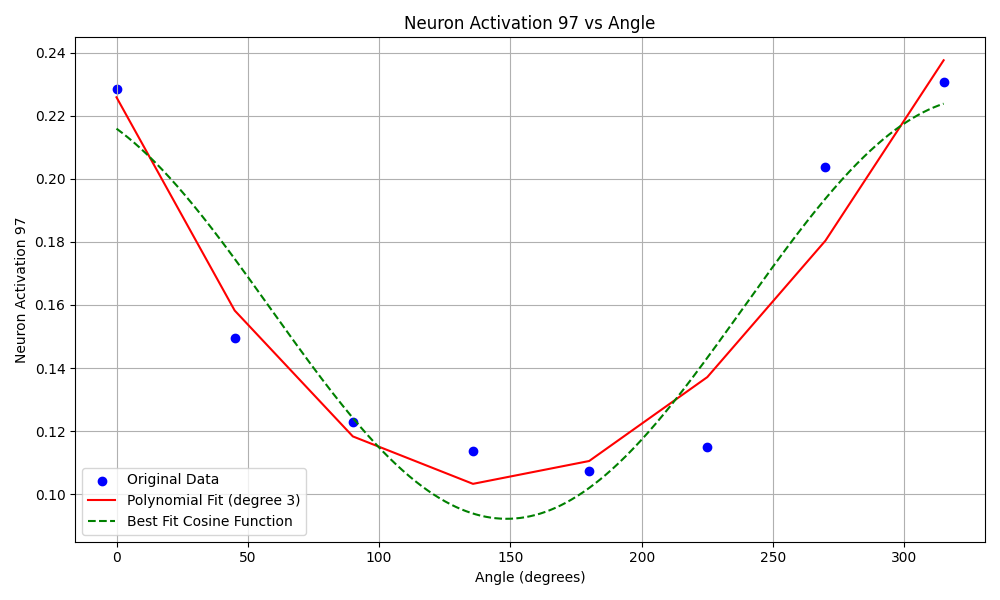 Neuron Activation 97 vs Angle
0.24
0.22
0.20
0.18
0.16
0.14
0.12
0.10
Neuron Activation 97
Original Data
Polynomial Fit (degree 3)
Best Fit Cosine Function
0 50 100 150 200 250 300
Angle (degrees)